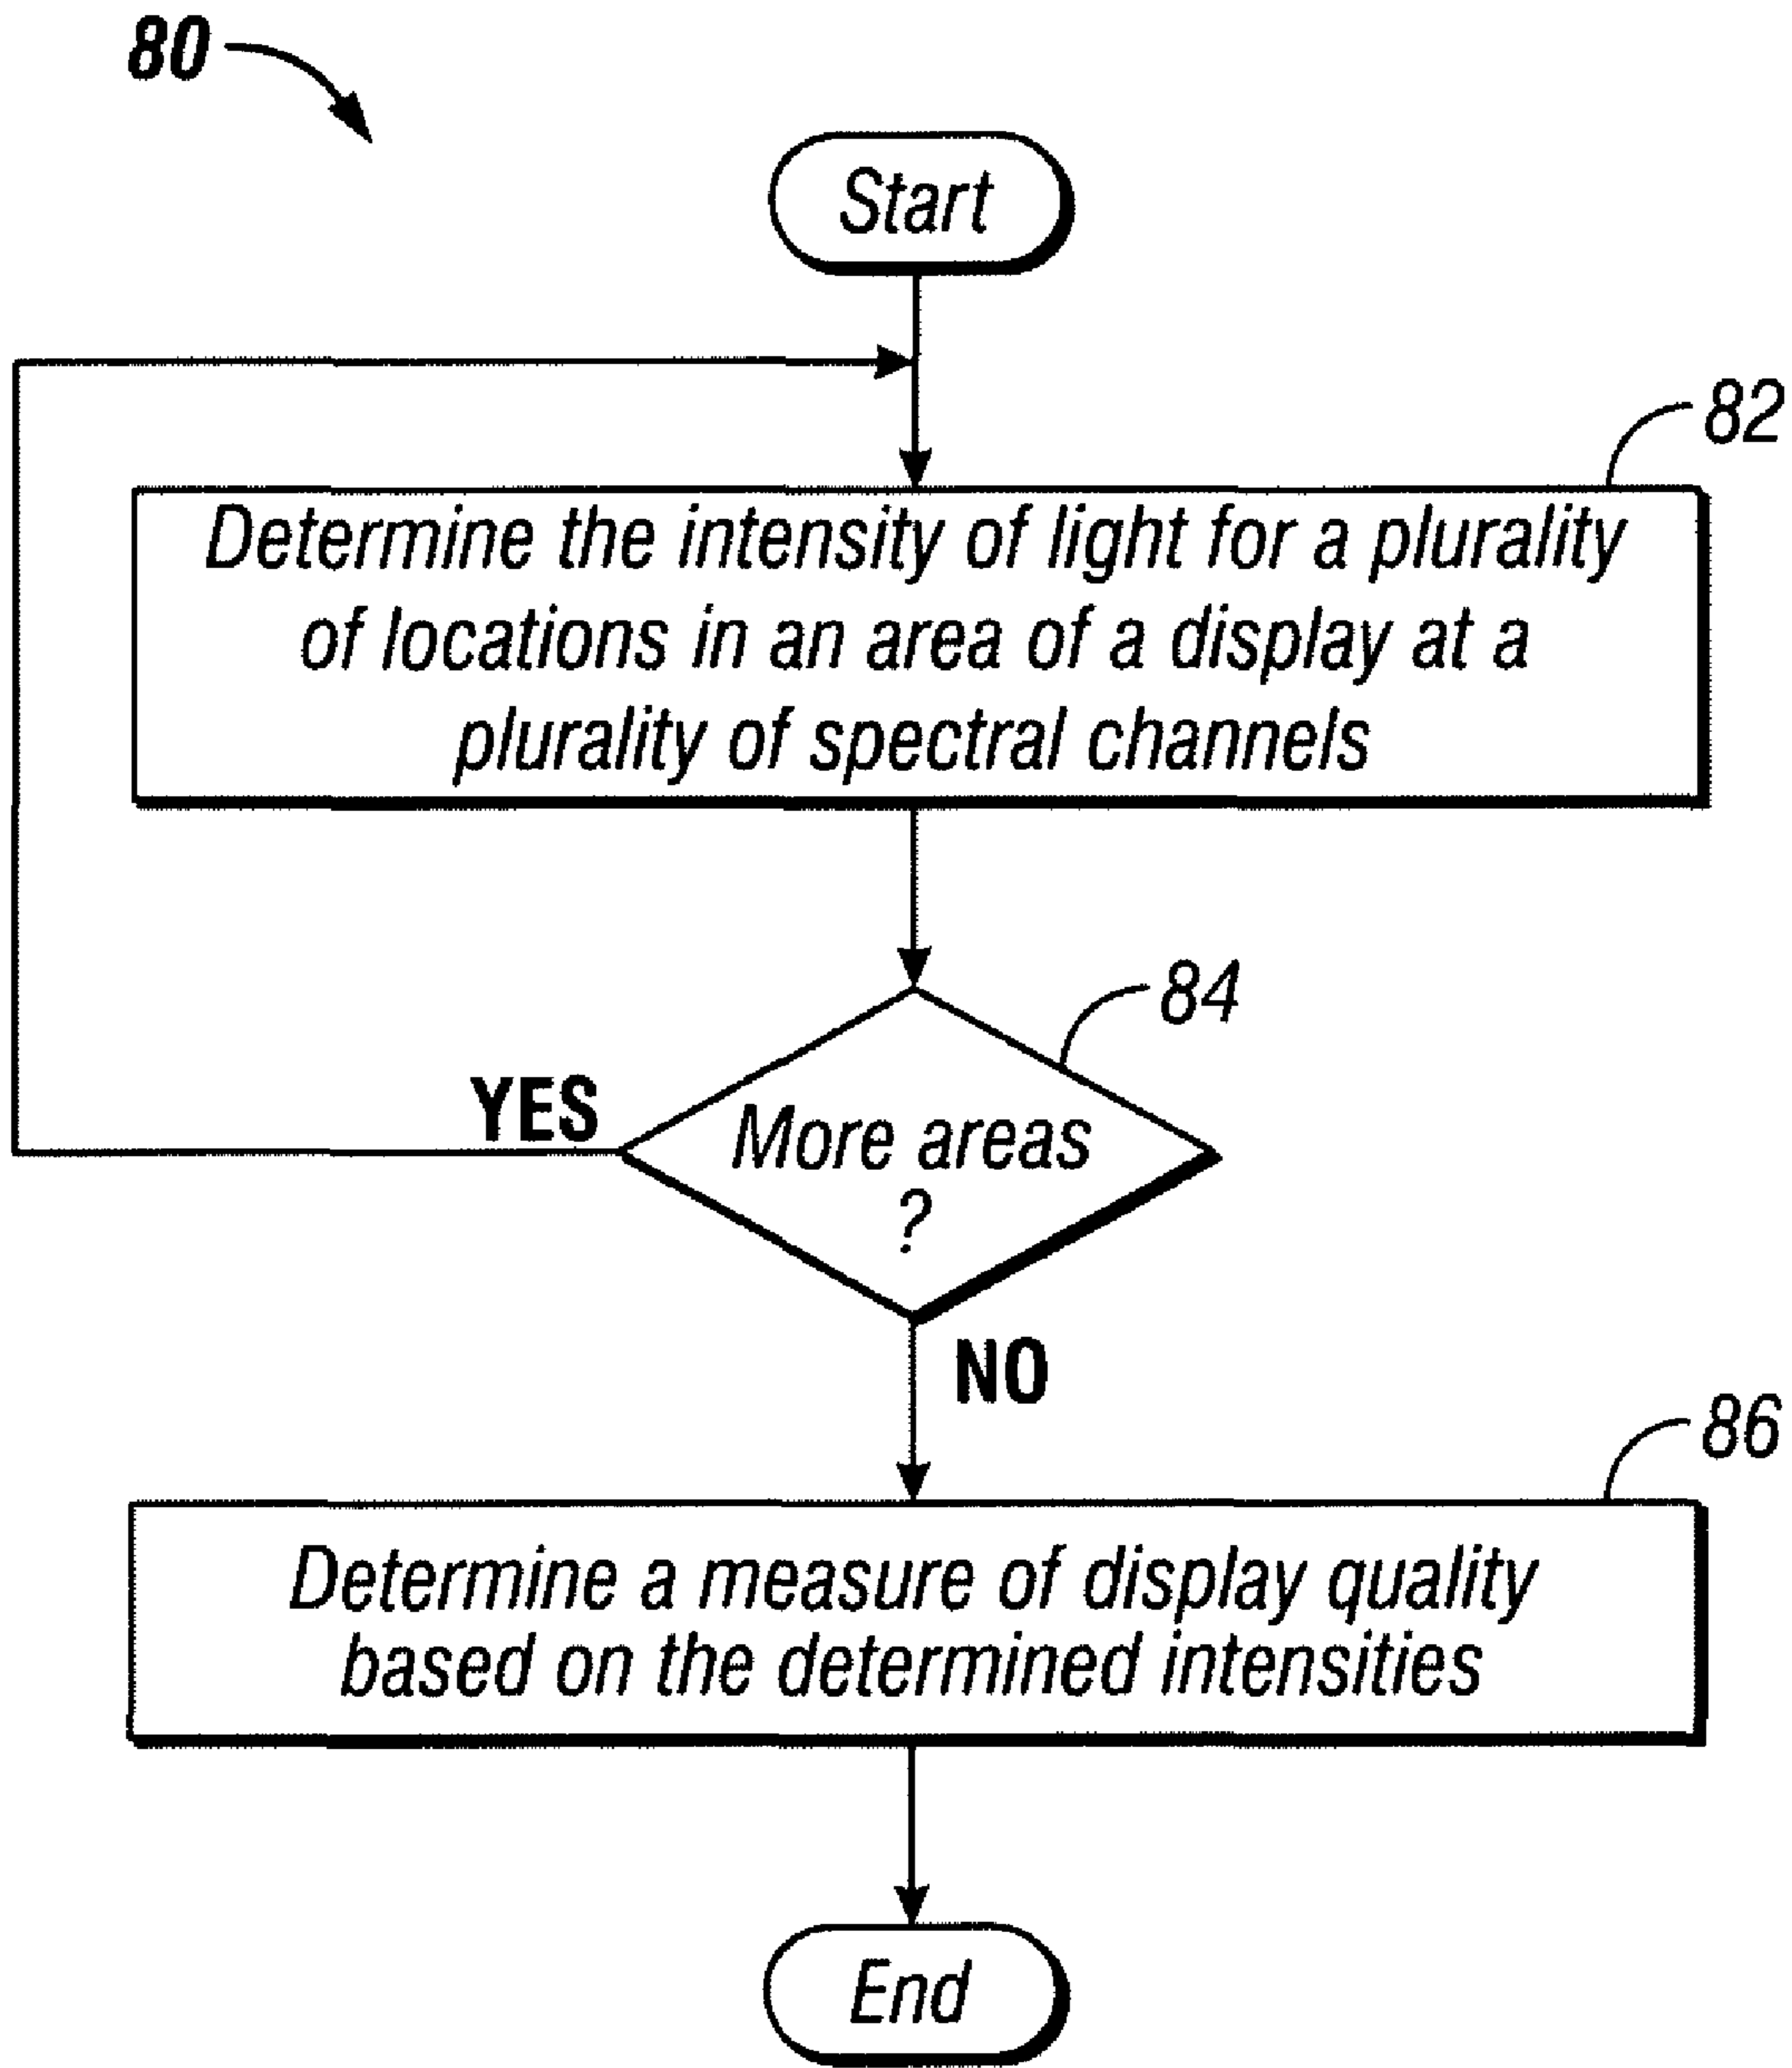 80
Start
82
Determine the intensity of light for a plurality
of locations in an area of a display at a
plurality of spectral channels
84
YES
More areas
?
NO
86
Determine a measure of display quality
based on the determined intensities
End